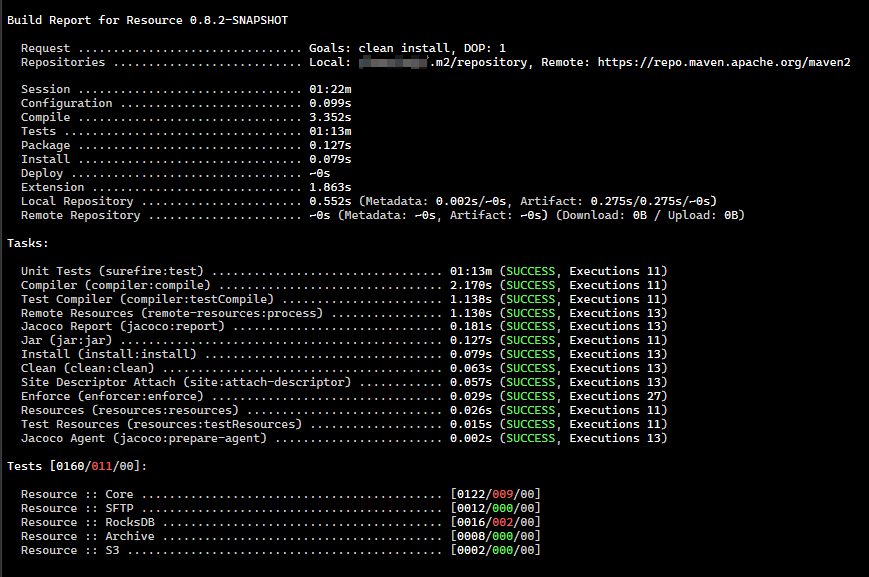 Build Report for Resource 0.8.2-SNAPSHOT
Request ................................ Goals: clean install, DOP: 1
Repositories ........................... Local: .m2/repository, Remote: https://repo.maven.apache.org/maven2
Session ................................ 01:22m
Configuration .......................... 0.099s
Compile ................................ 3.352s
Tests .................................. 01:13m
Package ................................ 0.127s
Install ................................ 0.079s
Deploy ................................. ~0s
Extension .............................. 1.863s
Local Repository ....................... 0.552s (Metadata: 0.002s/~0s, Artifact: 0.275s/0.275s/~0s)
Remote Repository ...................... ~0s (Metadata: ~0s, Artifact: ~0s) (Download: 0B / Upload: 0B)
Tasks:
Unit Tests (surefire:test) ................................. 01:13m (SUCCESS, Executions 11)
Compiler (compiler:compile) ................................ 2.170s (SUCCESS, Executions 11)
Test Compiler (compiler:testCompile) ....................... 1.138s (SUCCESS, Executions 11)
Remote Resources (remote-resources:process) ................ 1.130s (SUCCESS, Executions 13)
Jacoco Report (jacoco:report) .............................. 0.181s (SUCCESS, Executions 13)
Jar (jar:jar) .............................................. 0.127s (SUCCESS, Executions 11)
Install (install:install) .................................. 0.079s (SUCCESS, Executions 13)
Clean (clean:clean) ........................................ 0.063s (SUCCESS, Executions 13)
Site Descriptor Attach (site:attach-descriptor) ............ 0.057s (SUCCESS, Executions 13)
Enforce (enforcer:enforce) ................................. 0.029s (SUCCESS, Executions 27)
Resources (resources:resources) ............................ 0.026s (SUCCESS, Executions 11)
Test Resources (resources:testResources) ................... 0.015s (SUCCESS, Executions 11)
Jacoco Agent (jacoco:prepare-agent) ........................ 0.002s (SUCCESS, Executions 13)
Tests [0160/011/00]:
Resource :: Core ........................................... [0122/009/00]
Resource :: SFTP ........................................... [0012/000/00]
Resource :: RocksDB ........................................ [0016/002/00]
Resource :: Archive ........................................ [0008/000/00]
Resource :: S3 ............................................. [0002/000/00]